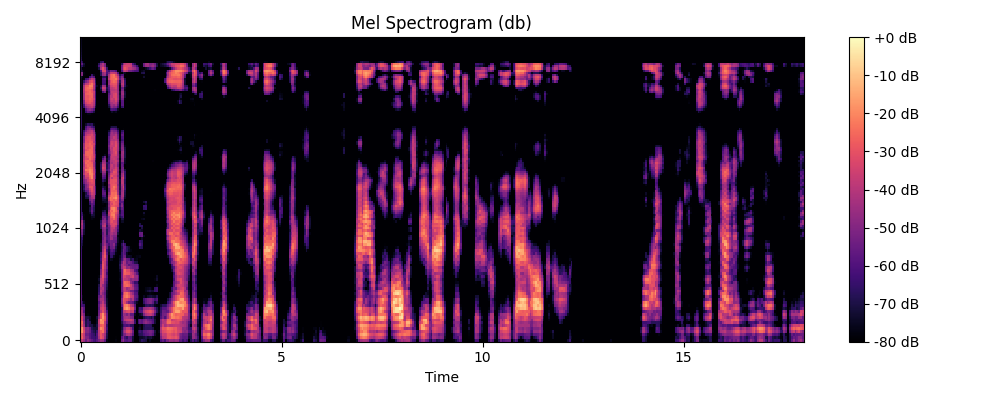 Mel Spectrogram (db)
8192
4096
2048
1024
512
0
Hz
0 5 10 15
Time
+0 dB
-10 dB
-20 dB
-30 dB
-40 dB
-50 dB
-60 dB
-70 dB
-80 dB